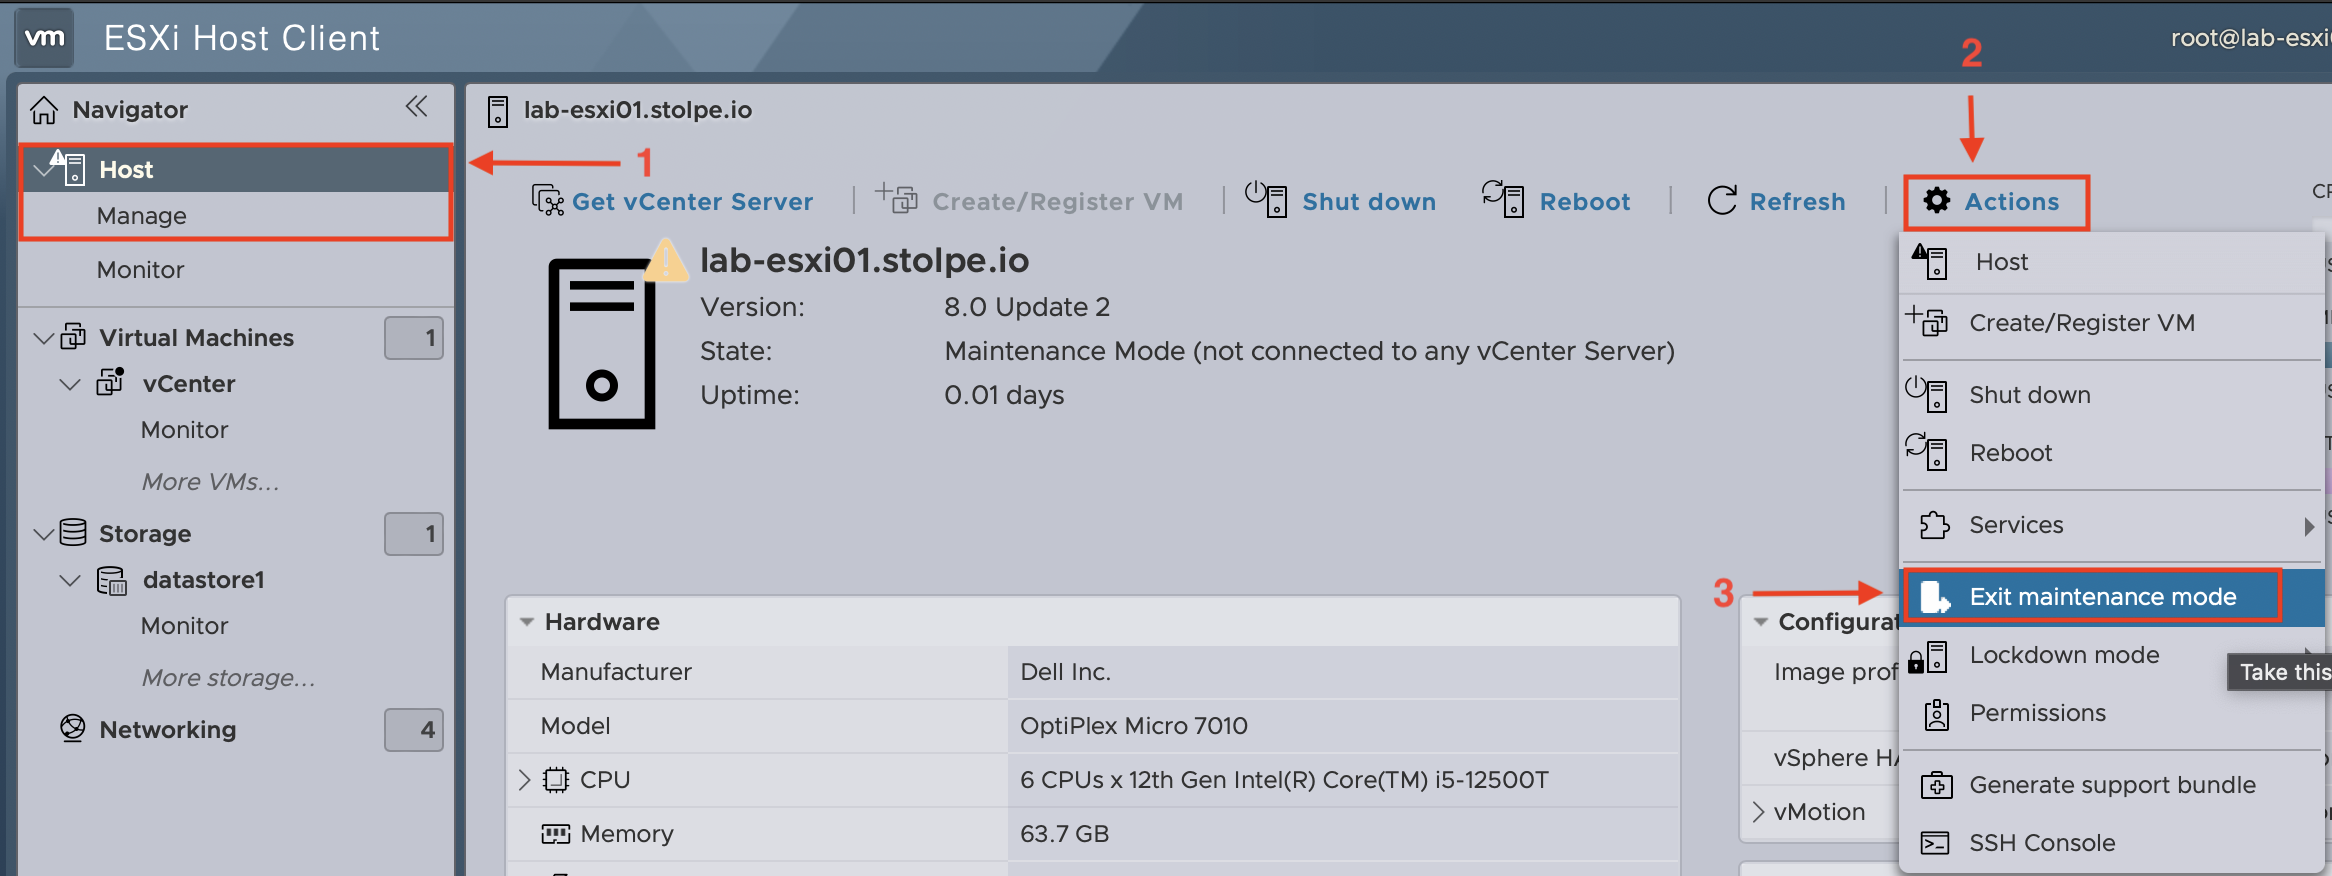 vm ESXi Host Client
root@lab-esxi
2
Navigator
Host
Manage
Monitor
Virtual Machines 1
vCenter
Monitor
More VMs...
Storage 1
datastore1
Monitor
More storage...
Networking 4
1
lab-esxi01.stolpe.io
Get vCenter Server Create/Register VM Shut down Reboot Refresh Actions
lab-esxi01.stolpe.io
Version: 8.0 Update 2
State: Maintenance Mode (not connected to any vCenter Server)
Uptime: 0.01 days
Hardware
Manufacturer Dell Inc.
Model OptiPlex Micro 7010
CPU 6 CPUs x 12th Gen Intel(R) Core(TM) i5-12500T
Memory 63.7 GB
Configurat
Image prof
vSphere HA
vMotion
Host
Create/Register VM
Shut down
Reboot
Services
3
Exit maintenance mode
Lockdown mode
Take this
Permissions
Generate support bundle
SSH Console